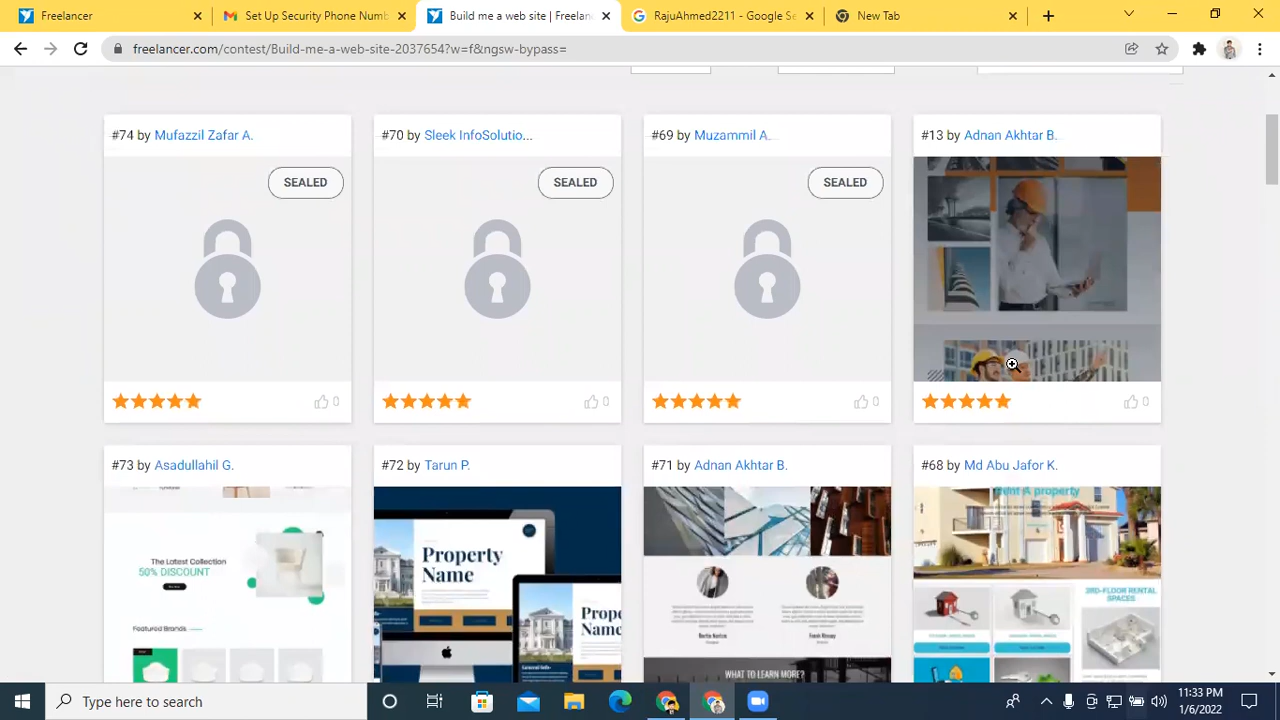 Freelancer
Set Up Security Phone Numb
Build me a web site | Freelanc
RajuAhmed2211 - Google Se
New Tab
freelancer.com/contest/Build-me-a-web-site-2037654?w=f&ngsw-bypass=
#74 by Mufazzil Zafar A.
#70 by Sleek InfoSolutio...
#69 by Muzammil A.
#13 by Adnan Akhtar B.
SEALED
SEALED
SEALED
0
0
0
0
#73 by Asadullahil G.
#72 by Tarun P.
#71 by Adnan Akhtar B.
#68 by Md Abu Jafor K.
The Latest Collection
50% DISCOUNT
Featured Brands
Property
Name
Prope
Name
WHAT TO LEARN MORE?
Rent A property
3RD-FLOOR RENTAL
SPACES
Type here to search
11:33 PM
1/6/2022